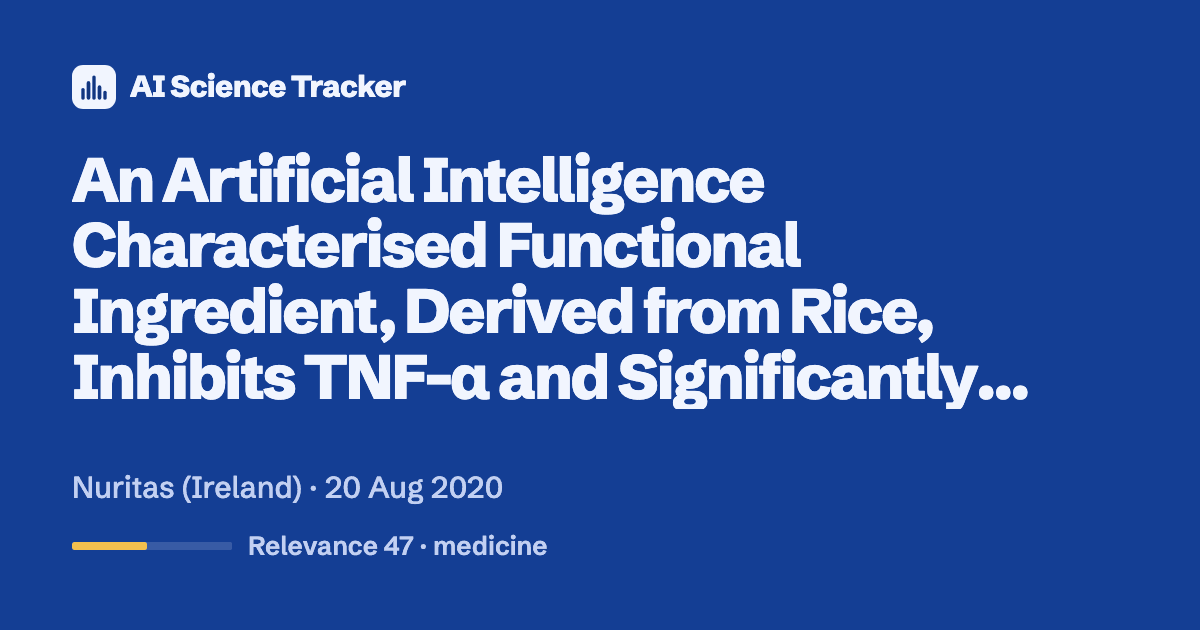 AI Science Tracker
An Artificial Intelligence
Characterised Functional
Ingredient, Derived from Rice,
Inhibits TNF-α and Significantly…
Nuritas (Ireland) · 20 Aug 2020
Relevance 47 · medicine